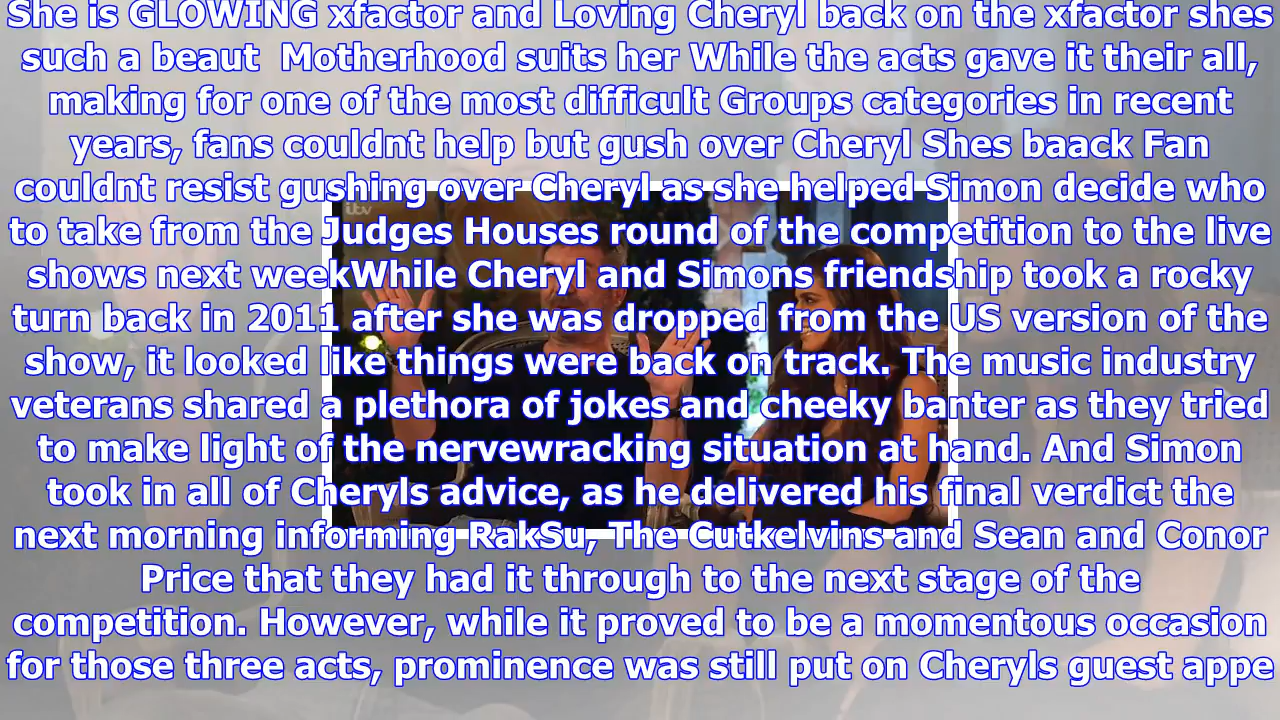 She is GLOWING xfactor and Loving Cheryl back on the xfactor shes
such a beaut  Motherhood suits her While the acts gave it their all,
making for one of the most difficult Groups categories in recent
years, fans couldnt help but gush over Cheryl Shes baack Fan
couldnt resist gushing over Cheryl as she helped Simon decide who
itv
to take from the Judges Houses round of the competition to the live
shows next weekWhile Cheryl and Simons friendship took a rocky
turn back in 2011 after she was dropped from the US version of the
show, it looked like things were back on track. The music industry
veterans shared a plethora of jokes and cheeky banter as they tried
to make light of the nervewracking situation at hand. And Simon
took in all of Cheryls advice, as he delivered his final verdict the
next morning informing RakSu, The Cutkelvins and Sean and Conor
Price that they had it through to the next stage of the
competition. However, while it proved to be a momentous occasion
for those three acts, prominence was still put on Cheryls guest appe